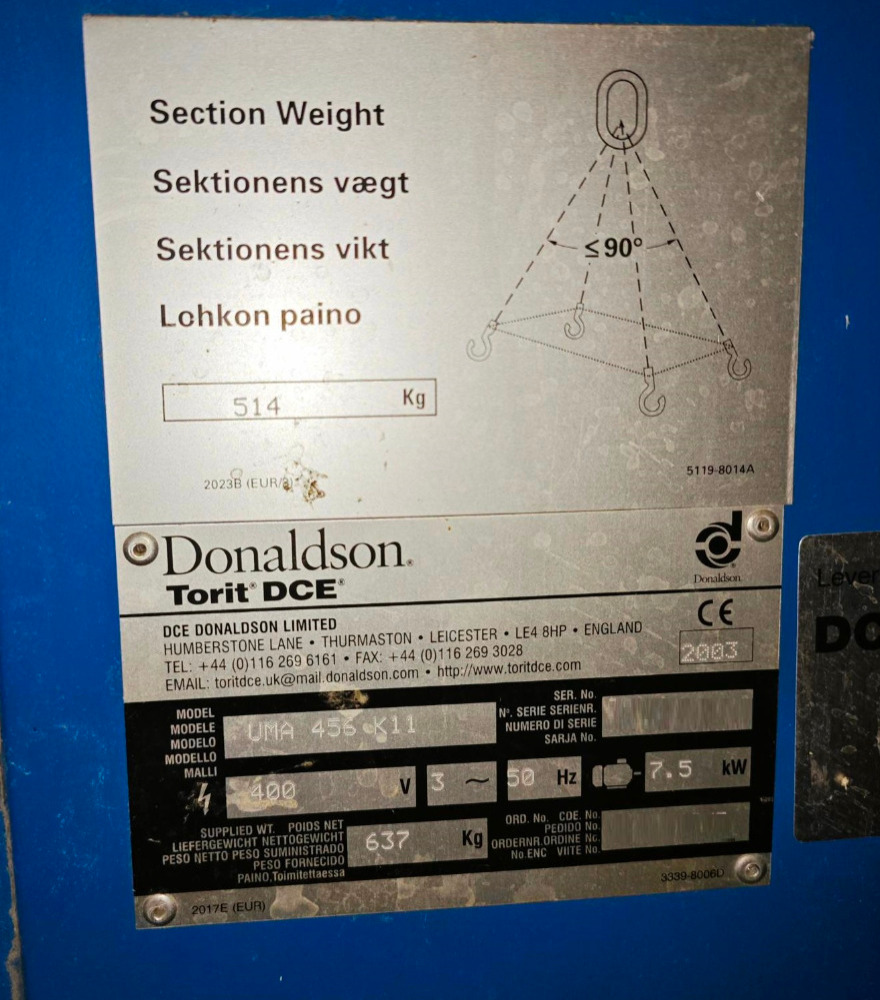 Section Weight
Sektionens vægt
Sektionens vikt
Lohkon paino
514 Kg
≤90°
2023B (EUR/
5119-8014A
Donaldson®
Torit® DCE®
Donaldson
DCE DONALDSON LIMITED
HUMBERSTONE LANE • THURMASTON • LEICESTER • LE4 8HP • ENGLAND
TEL: +44 (0)116 269 6161 • FAX: +44 (0)116 269 3028
EMAIL: toritdce.uk@mail.donaldson.com • http://www.toritdce.com
CE
2003
MODEL
MODELE
MODELO
MODELLO
MALLI
UMA 456 K11
SER. No.
N°. SERIE SERIENR.
NUMERO DI SERIE
SARJA No.
400 V
3 ~
50 Hz
7.5 kW
SUPPLIED WT. POIDS NET
LIEFERGEWICHT NETTOGEWICHT
PESO NETTO PESO SUMINISTRADO
PESO FORNECIDO
PAINO.Toimitettaessa
637 Kg
ORD. No. CDE. No.
PEDIDO No.
ORDERNR.ORDINE No.
No.ENC VIITE No.
2017E (EUR)
3339-8006D